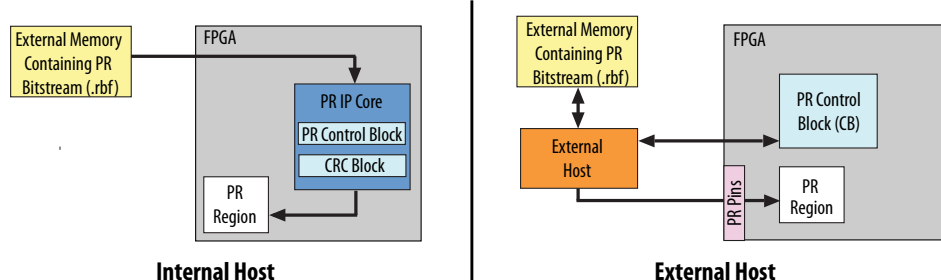 External Memory
Containing PR
Bitstream (.rbf)
FPGA
PR IP Core
PR Control Block
CRC Block
PR
Region
Internal Host
External Memory
Containing PR
Bitstream (.rbf)
External
Host
FPGA
PR Control
Block (CB)
PR Pins
PR
Region
External Host